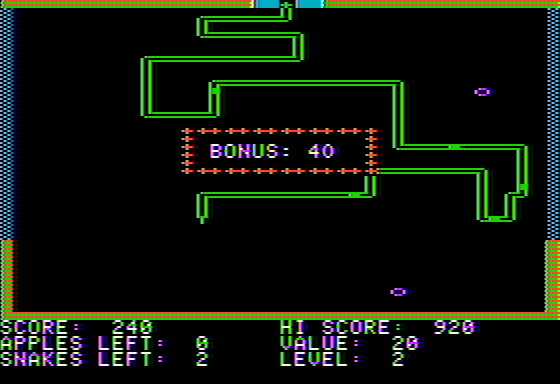 BONUS: 40
SCORE: 240 HI SCORE: 920
APPLES LEFT: 0 VALUE: 20
SNAKES LEFT: 2 LEVEL: 2